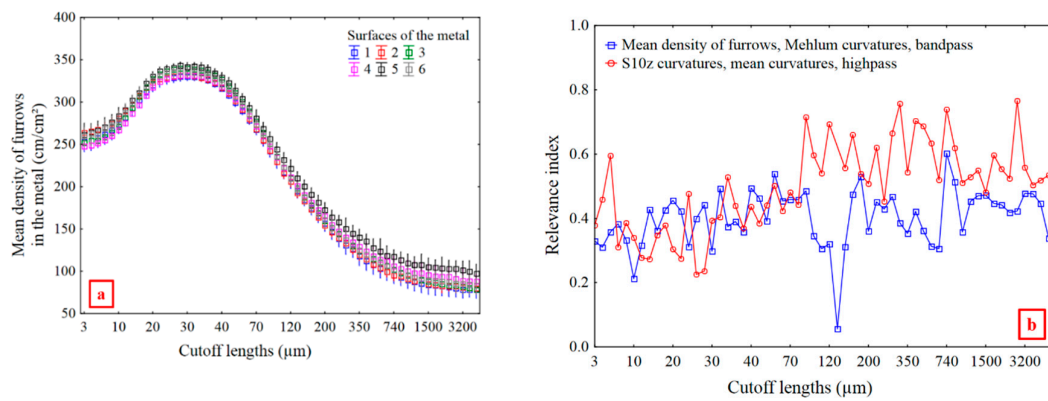 400
350
300
250
200
150
100
50
Mean density of furrows
in the metal (cm/cm²)
Surfaces of the metal
1 2 3
4 5 6
a
3 10 20 30 40 70 120 200 350 740 1500 3200
Cutoff lengths (µm)
1.0
0.8
0.6
0.4
0.2
0.0
Relevance index
Mean density of furrows, Mehlum curvatures, bandpass
S10z curvatures, mean curvatures, highpass
b
3 10 20 30 40 70 120 200 350 740 1500 3200
Cutoff lengths (µm)